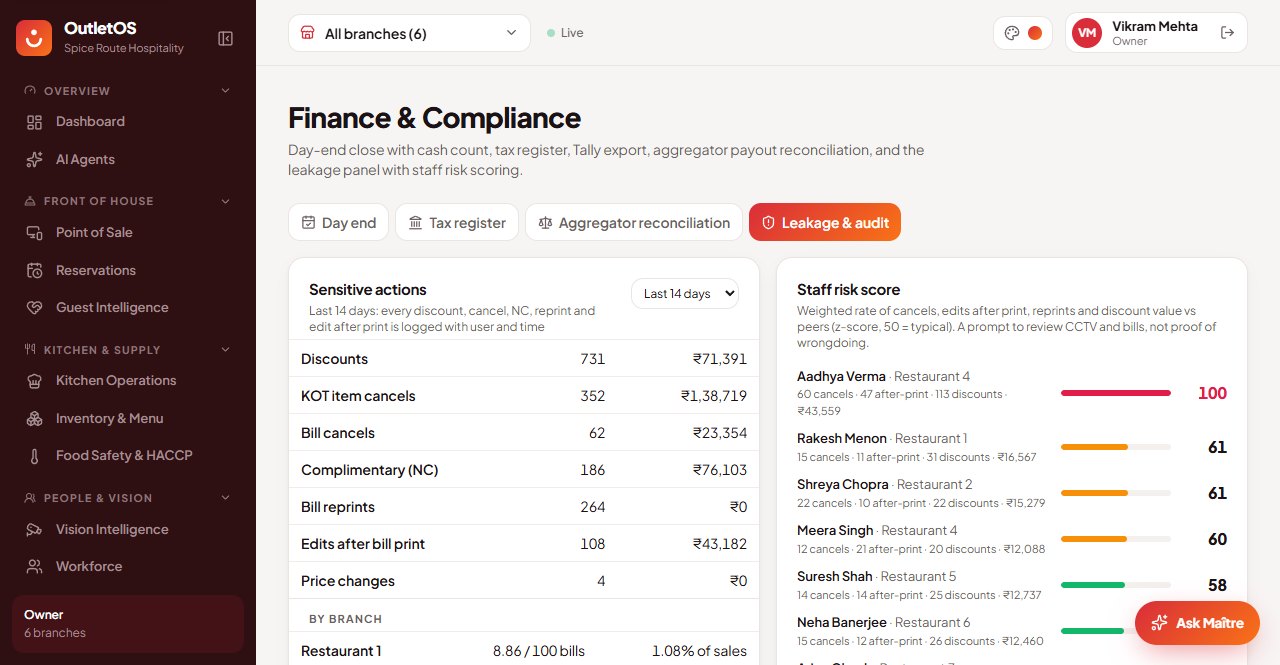 OutletOS
Spice Route Hospitality
OVERVIEW
Dashboard
AI Agents
FRONT OF HOUSE
Point of Sale
Reservations
Guest Intelligence
KITCHEN & SUPPLY
Kitchen Operations
Inventory & Menu
Food Safety & HACCP
PEOPLE & VISION
Vision Intelligence
Workforce
Owner
6 branches
All branches (6)
Live
VM
Vikram Mehta
Owner
Finance & Compliance
Day-end close with cash count, tax register, Tally export, aggregator payout reconciliation, and the
leakage panel with staff risk scoring.
Day end
Tax register
Aggregator reconciliation
Leakage & audit
Sensitive actions
Last 14 days: every discount, cancel, NC, reprint and
edit after print is logged with user and time
Last 14 days
Discounts 731 ₹71,391
KOT item cancels 352 ₹1,38,719
Bill cancels 62 ₹23,354
Complimentary (NC) 186 ₹76,103
Bill reprints 264 ₹0
Edits after bill print 108 ₹43,182
Price changes 4 ₹0
BY BRANCH
Restaurant 1 8.86 / 100 bills 1.08% of sales
Staff risk score
Weighted rate of cancels, edits after print, reprints and discount value vs
peers (z-score, 50 = typical). A prompt to review CCTV and bills, not proof of
wrongdoing.
Aadhya Verma · Restaurant 4
60 cancels · 47 after-print · 113 discounts ·
₹43,559
100
Rakesh Menon · Restaurant 1
15 cancels · 11 after-print · 31 discounts · ₹16,567
61
Shreya Chopra · Restaurant 2
22 cancels · 10 after-print · 22 discounts · ₹15,279
61
Meera Singh · Restaurant 4
12 cancels · 21 after-print · 20 discounts · ₹12,088
60
Suresh Shah · Restaurant 5
14 cancels · 14 after-print · 25 discounts · ₹12,737
58
Neha Banerjee · Restaurant 6
15 cancels · 12 after-print · 26 discounts · ₹12,460
Ask Maître